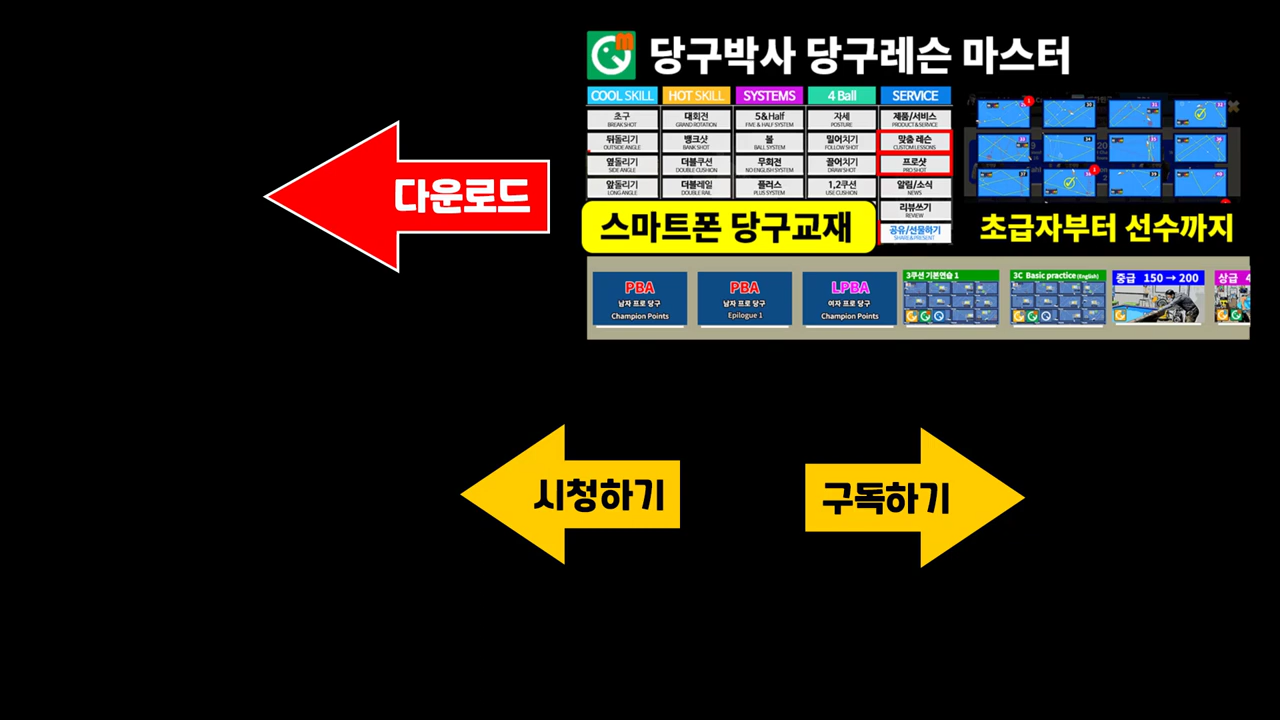 당구박사 당구레슨 마스터
COOL SKILL HOT SKILL SYSTEMS 4 Ball SERVICE
초구 대회전 5&Half 자세 제품/서비스
BREAK SHOT GRAND ROTATION FIVE & HALF SYSTEM POSTURE PRODUCT&SERVICE
뒤돌리기 뱅크샷 볼 밀어치기 맞춤 레슨
OUTSIDE ANGLE BANK SHOT BALL SYSTEM FOLLOW SHOT CUSTOM LESSONS
옆돌리기 더블쿠션 무회전 끌어치기 프로샷
SIDE ANGLE DOUBLE CUSHION NO ENGLISH SYSTEM DRAW SHOT PRO SHOT
앞돌리기 더블레일 플러스 1,2쿠션 알림/소식
LONG ANGLE DOUBLE RAIL PLUS SYSTEM USE CUSHION NEWS
리뷰쓰기
REVIEW
공유/선물하기
SHARE & PRESENT
다운로드
스마트폰 당구교재
초급자부터 선수까지
PBA PBA LPBA 3쿠션 기본연습 1 3C Basic practice (English) 중급 150 → 200 상급 4
남자 프로 당구 남자 프로 당구 여자 프로 당구
Champion Points Epilogue 1 Champion Points
시청하기 구독하기